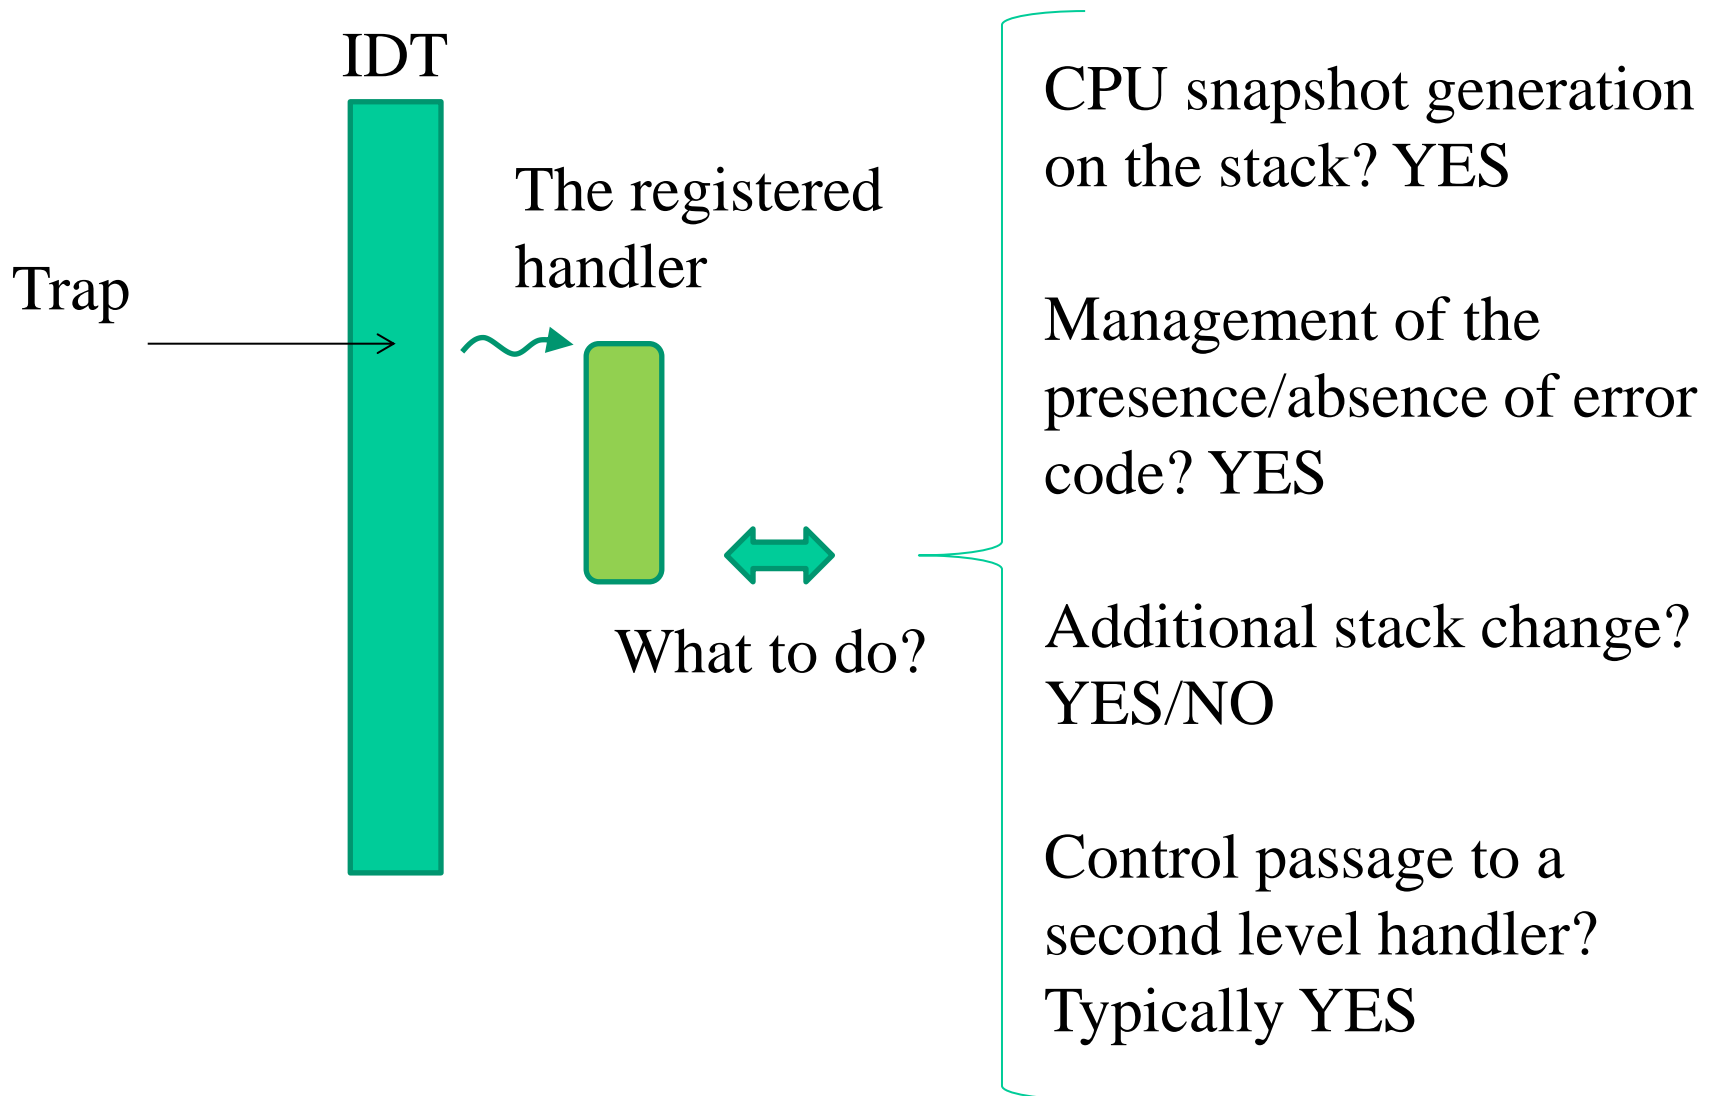 IDT
The registered
handler
Trap
What to do?
CPU snapshot generation
on the stack? YES
Management of the
presence/absence of error
code? YES
Additional stack change?
YES/NO
Control passage to a
second level handler?
Typically YES